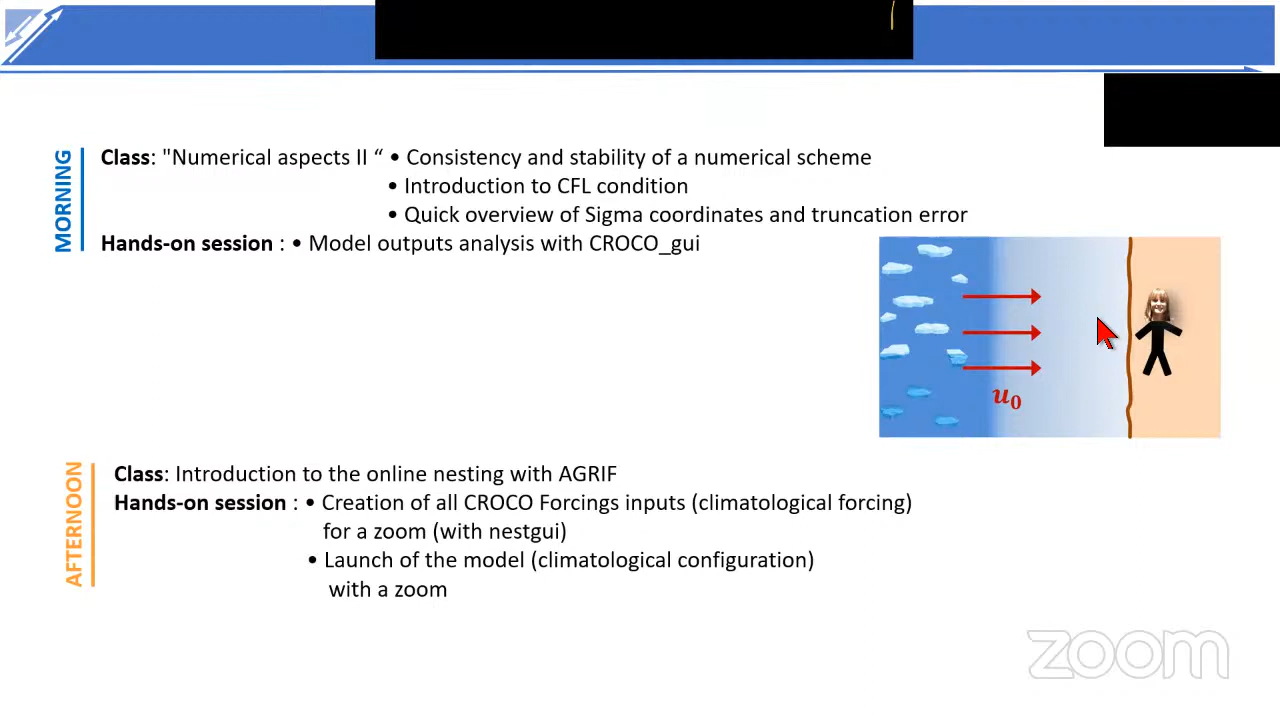 MORNING
Class: "Numerical aspects II “ • Consistency and stability of a numerical scheme
• Introduction to CFL condition
• Quick overview of Sigma coordinates and truncation error
Hands-on session : • Model outputs analysis with CROCO_gui
u0
AFTERNOON
Class: Introduction to the online nesting with AGRIF
Hands-on session : • Creation of all CROCO Forcings inputs (climatological forcing)
for a zoom (with nestgui)
• Launch of the model (climatological configuration)
with a zoom
zoom